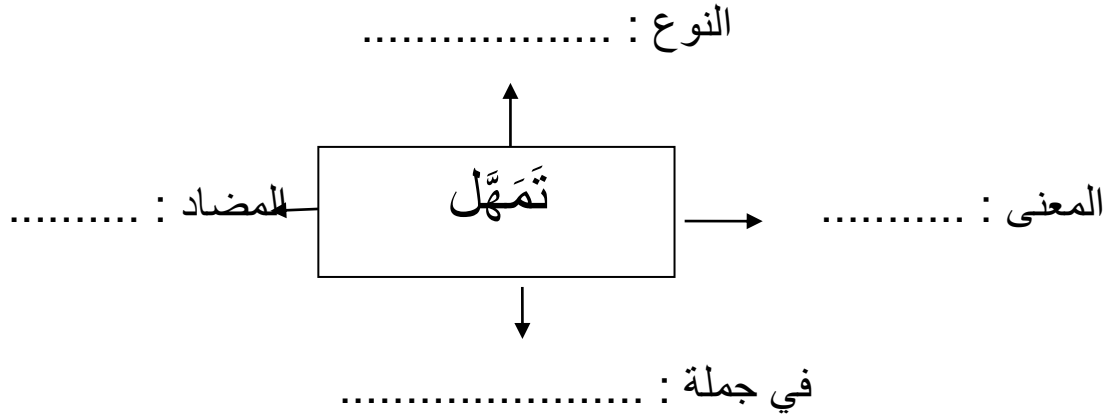 النوع : ...................
تَمَهَّل
المعنى : ...........
المضاد : ..........
في جملة : .......................